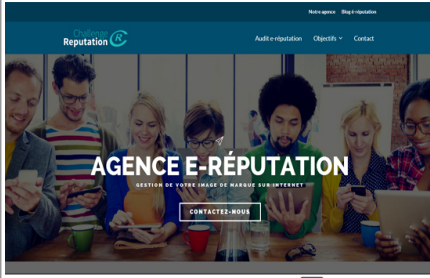 Notre agence Blog é-réputation
Challenge
Reputation R
Audit e-réputation Objectifs Contact
AGENCE E-RÉPUTATION
GESTION DE VOTRE IMAGE DE MARQUE SUR INTERNET
CONTACTEZ-NOUS